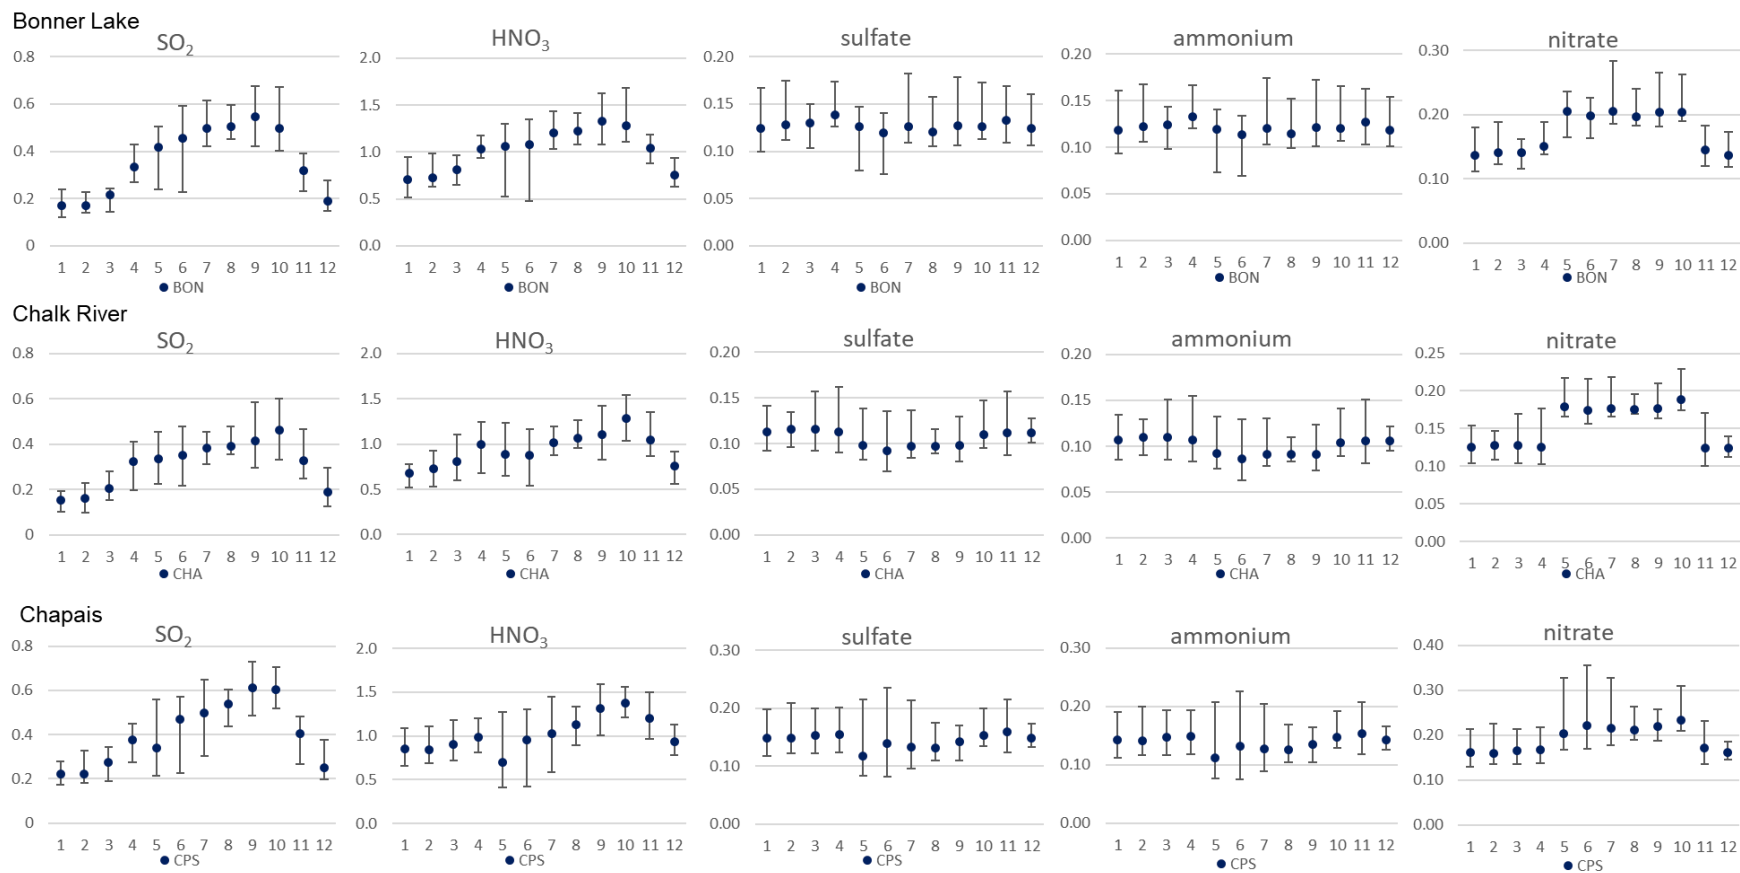 Bonner Lake
SO2 HNO3 sulfate ammonium nitrate
0.8 2.0 0.20 0.20 0.30
0.6 1.5 0.15 0.15 0.20
0.4 1.0 0.10 0.10 0.10
0.2 0.5 0.05 0.05
0 0.0 0.00 0.00 0.00
1 2 3 4 5 6 7 8 9 10 11 12 1 2 3 4 5 6 7 8 9 10 11 12 1 2 3 4 5 6 7 8 9 10 11 12 1 2 3 4 5 6 7 8 9 10 11 12 1 2 3 4 5 6 7 8 9 10 11 12
BON BON BON BON BON
Chalk River
SO2 HNO3 sulfate ammonium nitrate
0.8 2.0 0.20 0.20 0.25
0.6 1.5 0.15 0.15 0.20
0.4 1.0 0.10 0.10 0.15
0.2 0.5 0.05 0.05 0.10
0 0.0 0.00 0.00 0.05
0.00
1 2 3 4 5 6 7 8 9 10 11 12 1 2 3 4 5 6 7 8 9 10 11 12 1 2 3 4 5 6 7 8 9 10 11 12 1 2 3 4 5 6 7 8 9 10 11 12 1 2 3 4 5 6 7 8 9 10 11 12
CHA CHA CHA CHA CHA
Chapais
SO2 HNO3 sulfate ammonium nitrate
0.8 2.0 0.30 0.30 0.40
0.6 1.5 0.20 0.20 0.30
0.4 1.0 0.10 0.10 0.20
0.2 0.5 0.00 0.00 0.10
0 0.0 0.00
1 2 3 4 5 6 7 8 9 10 11 12 1 2 3 4 5 6 7 8 9 10 11 12 1 2 3 4 5 6 7 8 9 10 11 12 1 2 3 4 5 6 7 8 9 10 11 12 1 2 3 4 5 6 7 8 9 10 11 12
CPS CPS CPS CPS CPS